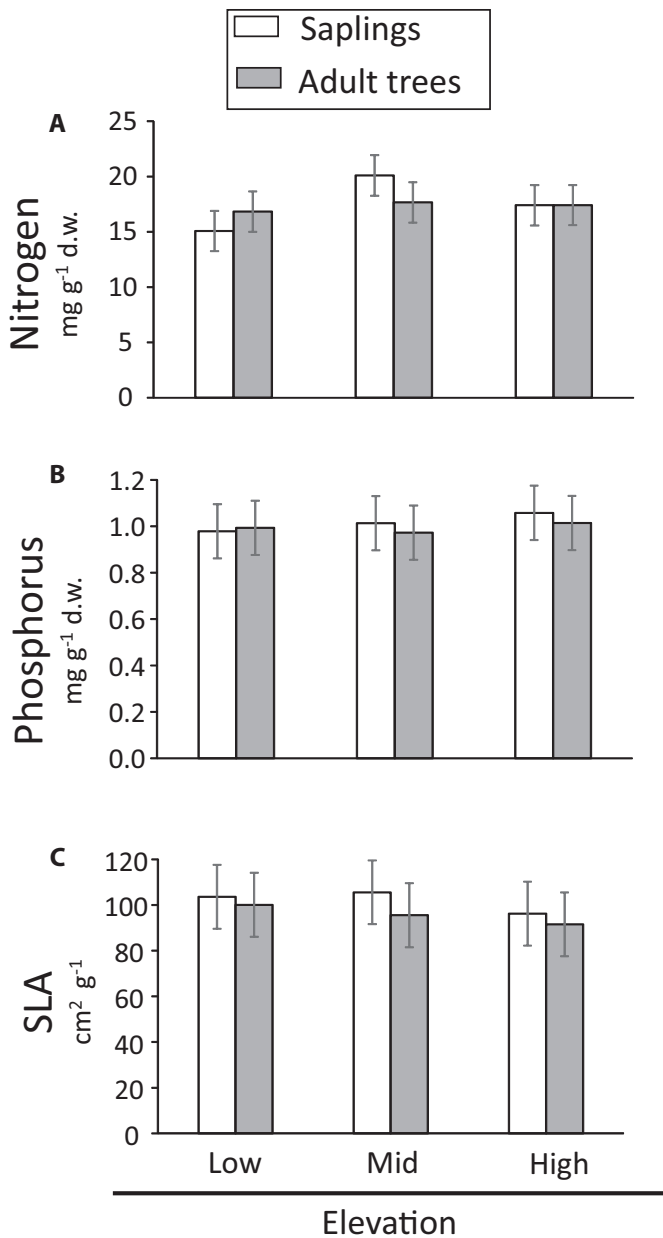 Saplings
Adult trees
A
Nitrogen
mg g⁻¹ d.w.
25
20
15
10
5
0
B
Phosphorus
mg g⁻¹ d.w.
1.2
1.0
0.8
0.6
0.4
0.2
0.0
C
SLA
cm² g⁻¹
120
100
80
60
40
20
0
Low Mid High
Elevation